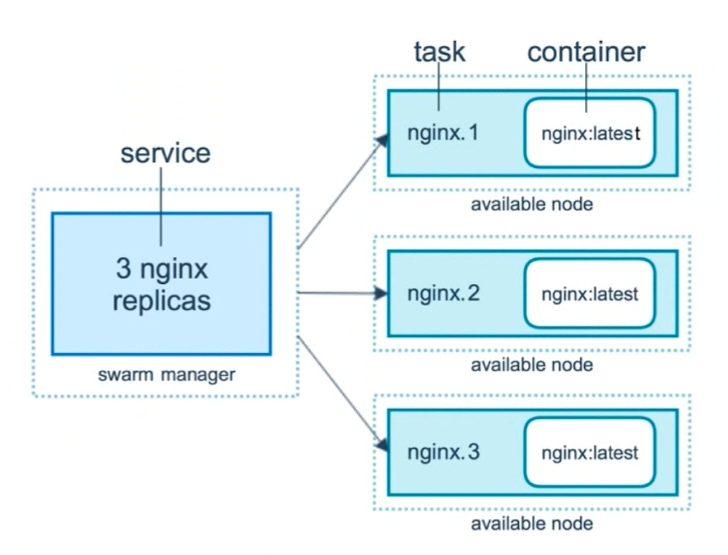 task
container
nginx.1
nginx:latest
available node
service
3 nginx
replicas
swarm manager
nginx.2
nginx:latest
available node
nginx.3
nginx:latest
available node